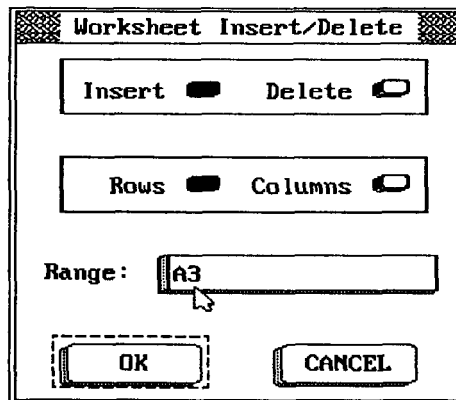 Worksheet Insert/Delete
Insert Delete
Rows Columns
Range: A3
OK CANCEL